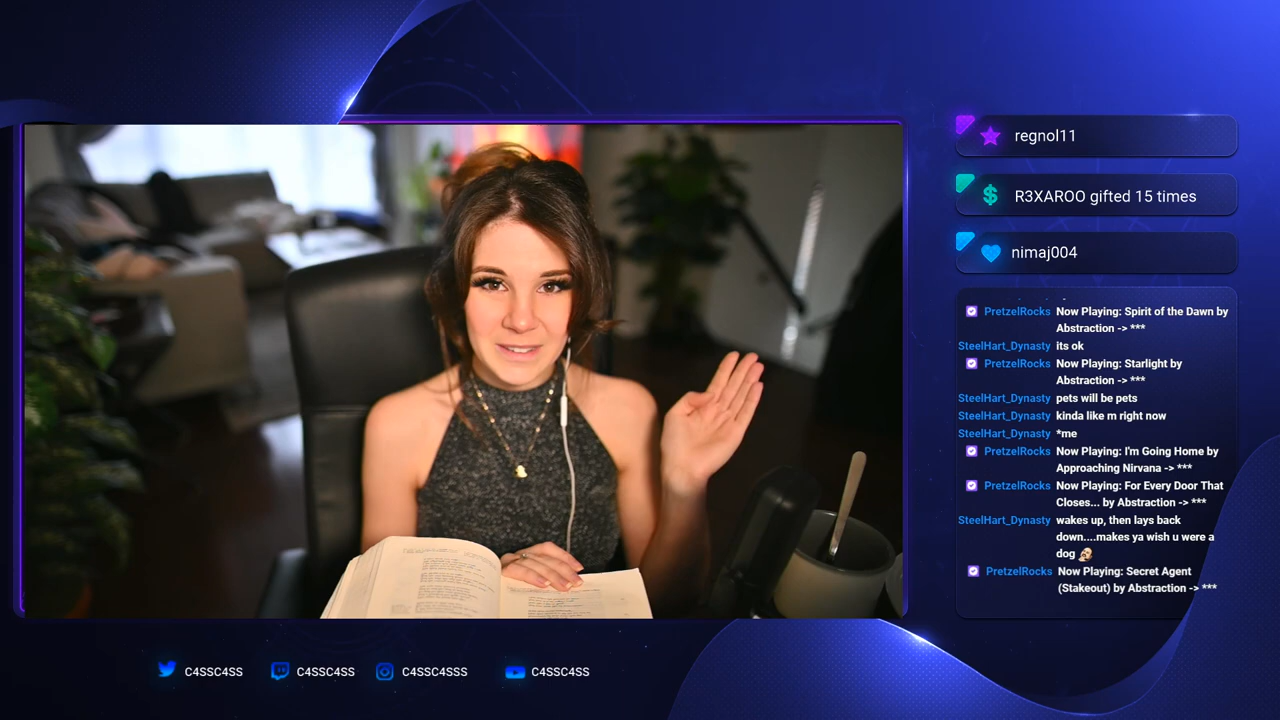 regnol11
R3XAROO gifted 15 times
nimaj004
PretzelRocks Now Playing: Spirit of the Dawn by
Abstraction -> ***
SteelHart_Dynasty its ok
PretzelRocks Now Playing: Starlight by
Abstraction -> ***
SteelHart_Dynasty pets will be pets
SteelHart_Dynasty kinda like m right now
SteelHart_Dynasty *me
PretzelRocks Now Playing: I'm Going Home by
Approaching Nirvana -> ***
PretzelRocks Now Playing: For Every Door That
Closes... by Abstraction -> ***
SteelHart_Dynasty wakes up, then lays back
down....makes ya wish u were a
dog
PretzelRocks Now Playing: Secret Agent
(Stakeout) by Abstraction -> ***
C4SSC4SS C4SSC4SS C4SSC4SSS C4SSC4SS